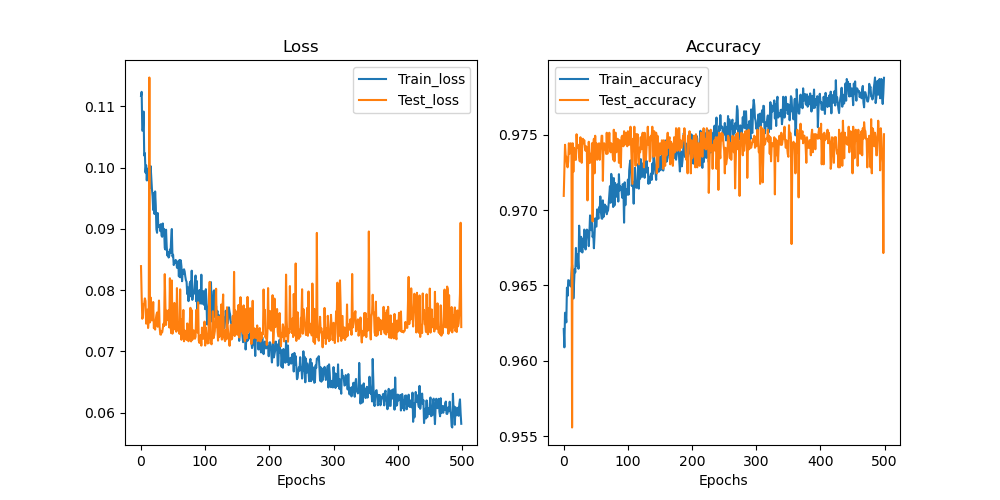 Loss
Train_loss
Test_loss
0.11
0.10
0.09
0.08
0.07
0.06
0 100 200 300 400 500
Epochs
Accuracy
Train_accuracy
Test_accuracy
0.975
0.970
0.965
0.960
0.955
0 100 200 300 400 500
Epochs